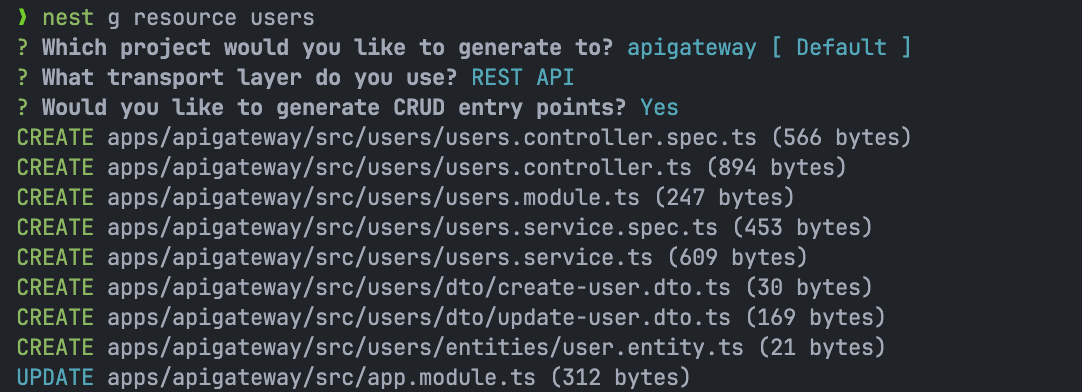 ❯ nest g resource users
? Which project would you like to generate to? apigateway [ Default ]
? What transport layer do you use? REST API
? Would you like to generate CRUD entry points? Yes
CREATE apps/apigateway/src/users/users.controller.spec.ts (566 bytes)
CREATE apps/apigateway/src/users/users.controller.ts (894 bytes)
CREATE apps/apigateway/src/users/users.module.ts (247 bytes)
CREATE apps/apigateway/src/users/users.service.spec.ts (453 bytes)
CREATE apps/apigateway/src/users/users.service.ts (609 bytes)
CREATE apps/apigateway/src/users/dto/create-user.dto.ts (30 bytes)
CREATE apps/apigateway/src/users/dto/update-user.dto.ts (169 bytes)
CREATE apps/apigateway/src/users/entities/user.entity.ts (21 bytes)
UPDATE apps/apigateway/src/app.module.ts (312 bytes)